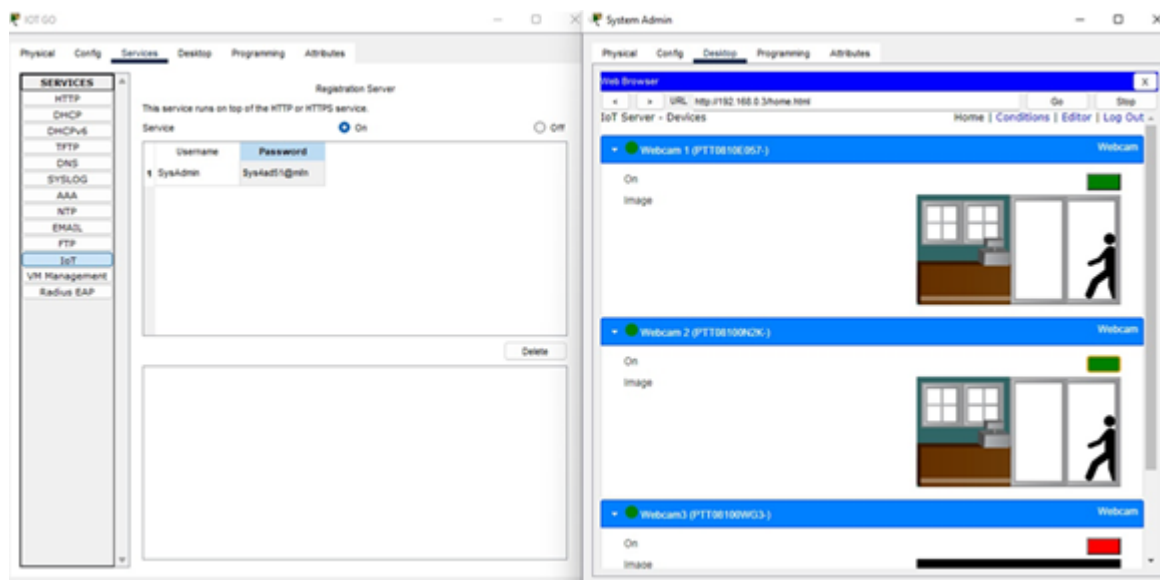 IOT GO
Physical Config Services Desktop Programming Attributes
SERVICES
HTTP
DHCP
DHCPv6
TFTP
DNS
SYSLOG
AAA
NTP
EMAIL
FTP
IoT
VM Management
Radius EAP
Registration Server
This service runs on top of the HTTP or HTTPS service.
Service On Off
Username Password
1 SysAdmin Sys4ad51@min
Delete
System Admin
Physical Config Desktop Programming Attributes
Web Browser X
< > URL http://192.168.0.3/home.html Go Stop
IoT Server - Devices Home | Conditions | Editor | Log Out
Webcam 1 (PTT0810E057-) Webcam
On
Image
Webcam 2 (PTT08100N2K-) Webcam
On
Image
Webcam3 (PTT08100WG3-) Webcam
On
Image